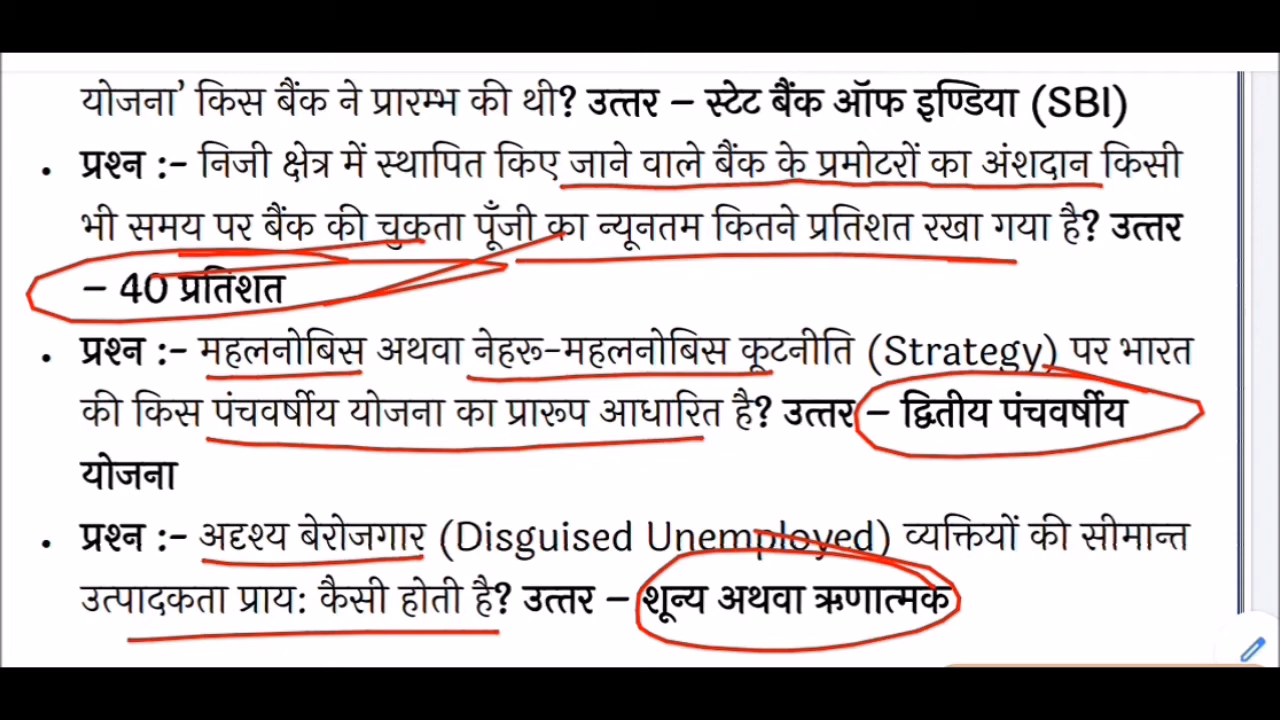 योजना’ किस बैंक ने प्रारम्भ की थी? उत्तर – स्टेट बैंक ऑफ इण्डिया (SBI)
• प्रश्न :- निजी क्षेत्र में स्थापित किए जाने वाले बैंक के प्रमोटरों का अंशदान किसी
भी समय पर बैंक की चुकता पूँजी का न्यूनतम कितने प्रतिशत रखा गया है? उत्तर
– 40 प्रतिशत
• प्रश्न :- महलनोबिस अथवा नेहरू-महलनोबिस कूटनीति (Strategy) पर भारत
की किस पंचवर्षीय योजना का प्रारूप आधारित है? उत्तर – द्वितीय पंचवर्षीय
योजना
• प्रश्न :- अदृश्य बेरोजगार (Disguised Unemployed) व्यक्तियों की सीमान्त
उत्पादकता प्राय: कैसी होती है? उत्तर – शून्य अथवा ऋणात्मक